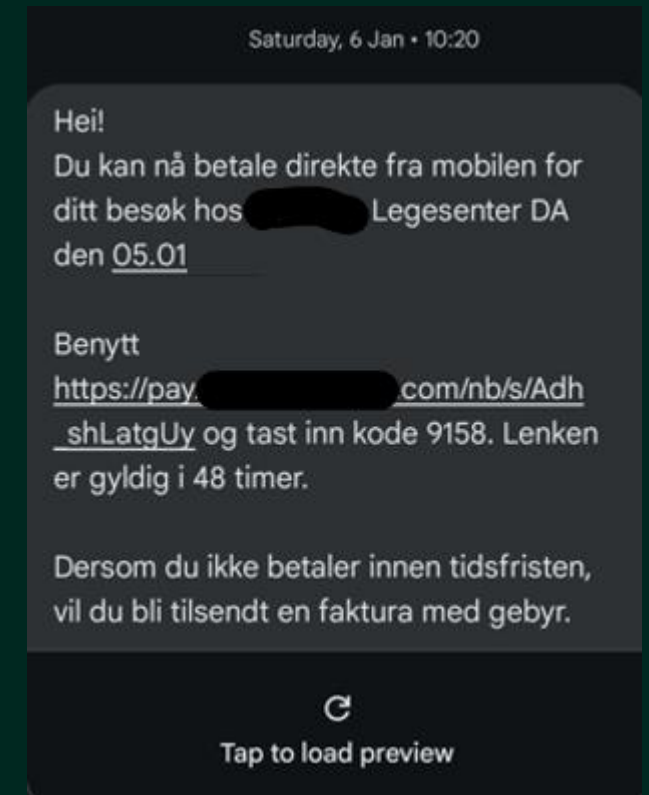 Saturday, 6 Jan • 10:20
Hei!
Du kan nå betale direkte fra mobilen for
ditt besøk hos Legesenter DA
den 05.01
Benytt
https://pay. .com/nb/s/Adh
_shLatgUy og tast inn kode 9158. Lenken
er gyldig i 48 timer.
Dersom du ikke betaler innen tidsfristen,
vil du bli tilsendt en faktura med gebyr.
Tap to load preview